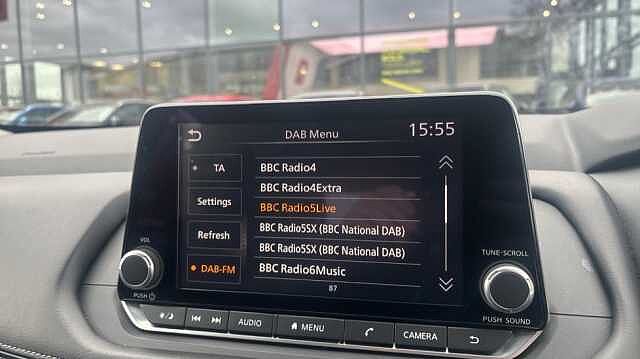 DAB Menu 15:55
TA
BBC Radio4
BBC Radio4Extra
Settings
BBC Radio5Live
BBC Radio5SX (BBC National DAB)
Refresh
BBC Radio5SX (BBC National DAB)
DAB-FM
BBC Radio6Music
87
VOL
PUSH
TUNE·SCROLL
PUSH SOUND
AUDIO
MENU
CAMERA